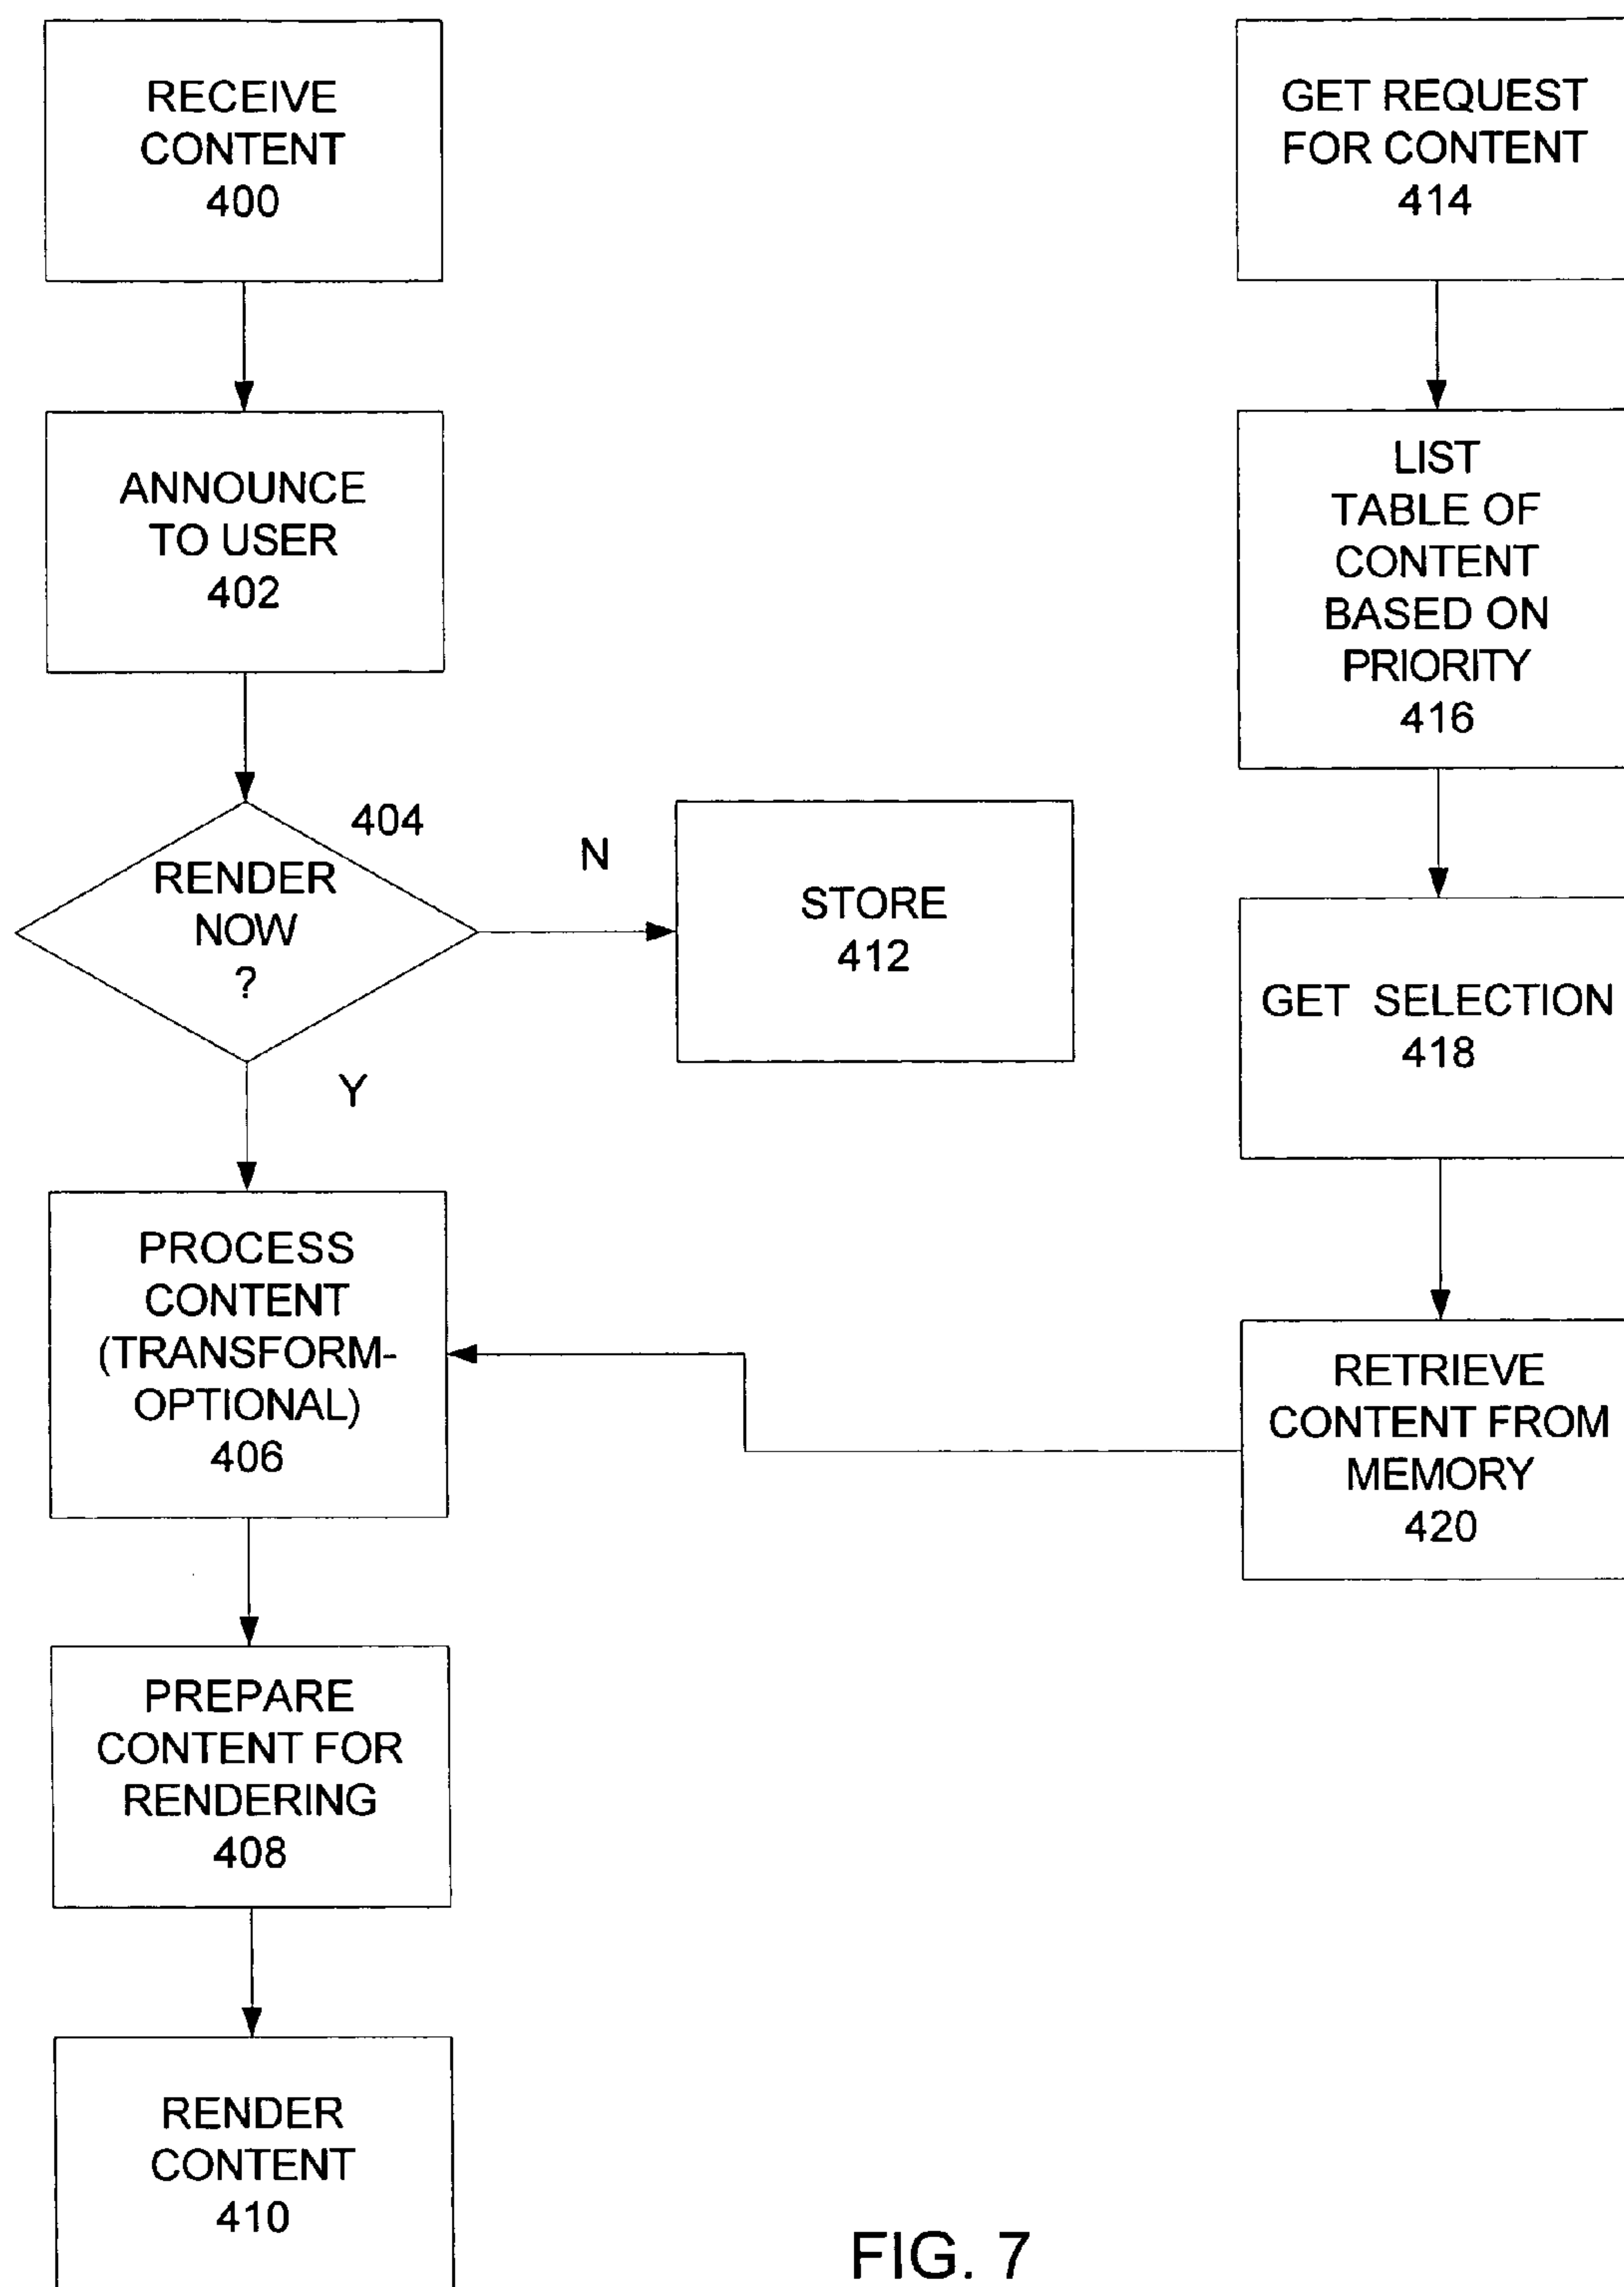 RECEIVE
CONTENT
400
ANNOUNCE
TO USER
402
404
RENDER
NOW
?
N
STORE
412
Y
PROCESS
CONTENT
(TRANSFORM-
OPTIONAL)
406
PREPARE
CONTENT FOR
RENDERING
408
RENDER
CONTENT
410
GET REQUEST
FOR CONTENT
414
LIST
TABLE OF
CONTENT
BASED ON
PRIORITY
416
GET SELECTION
418
RETRIEVE
CONTENT FROM
MEMORY
420
FIG. 7